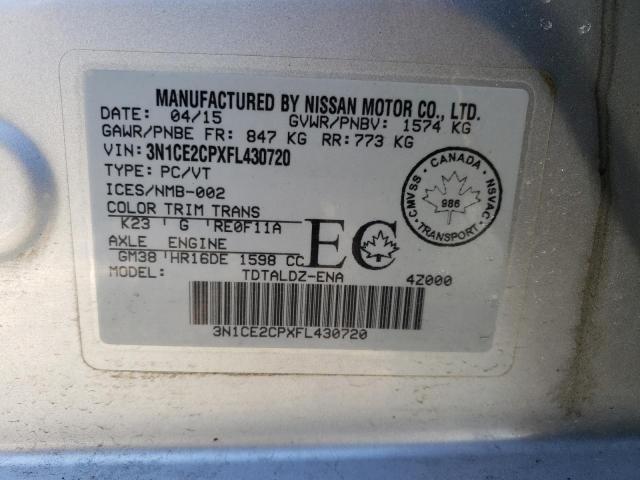 MANUFACTURED BY NISSAN MOTOR CO., LTD.
DATE: 04/15 GVWR/PNBV: 1574 KG
GAWR/PNBE FR: 847 KG RR: 773 KG
VIN: 3N1CE2CPXFL430720
TYPE: PC/VT
ICES/NMB-002
COLOR TRIM TRANS
K23 ' G 'RE0F11A
AXLE ENGINE
GM38 'HR16DE 1598 CC
MODEL: TDTALDZ-ENA 4Z000
3N1CE2CPXFL430720
EC
CMVSS · CANADA · NSVAC · TRANSPORT ·
986